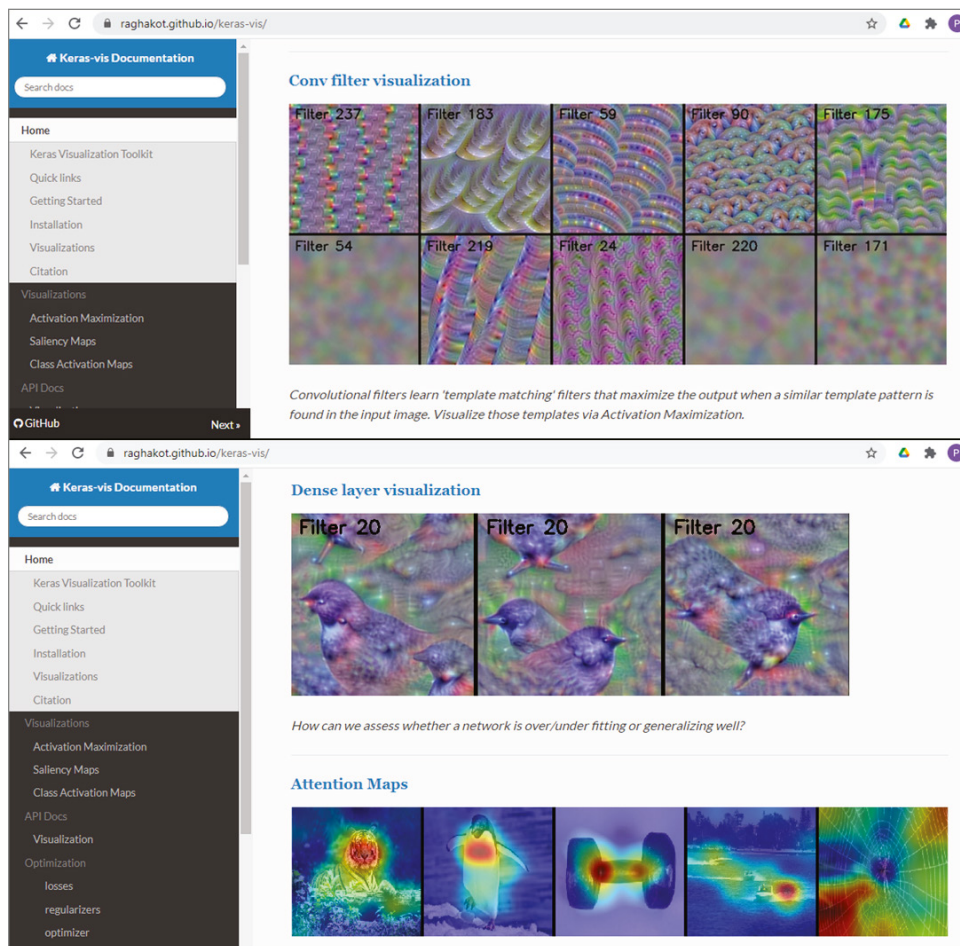 raghakot.github.io/keras-vis/
P
Keras-vis Documentation
Search docs
Home
Keras Visualization Toolkit
Quick links
Getting Started
Installation
Visualizations
Citation
Visualizations
Activation Maximization
Saliency Maps
Class Activation Maps
API Docs
GitHub
Next »
Conv filter visualization
Filter 237
Filter 183
Filter 59
Filter 90
Filter 175
Filter 54
Filter 219
Filter 24
Filter 220
Filter 171
Convolutional filters learn 'template matching' filters that maximize the output when a similar template pattern is
found in the input image. Visualize those templates via Activation Maximization.
raghakot.github.io/keras-vis/
P
Keras-vis Documentation
Search docs
Home
Keras Visualization Toolkit
Quick links
Getting Started
Installation
Visualizations
Citation
Visualizations
Activation Maximization
Saliency Maps
Class Activation Maps
API Docs
Visualization
Optimization
losses
regularizers
optimizer
Dense layer visualization
Filter 20
Filter 20
Filter 20
How can we assess whether a network is over/under fitting or generalizing well?
Attention Maps